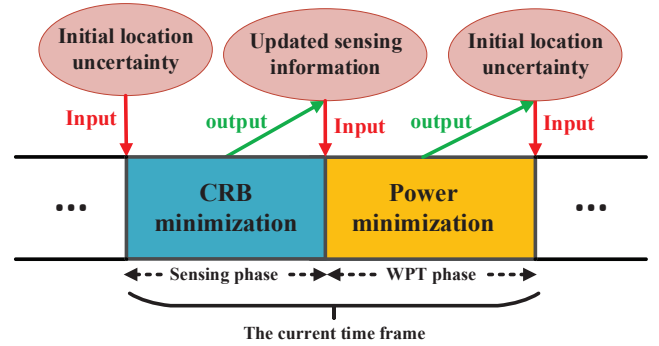 Initial location
uncertainty
Updated sensing
information
Initial location
uncertainty
Input
output
Input
output
Input
...
CRB
minimization
Power
minimization
...
Sensing phase
WPT phase
The current time frame